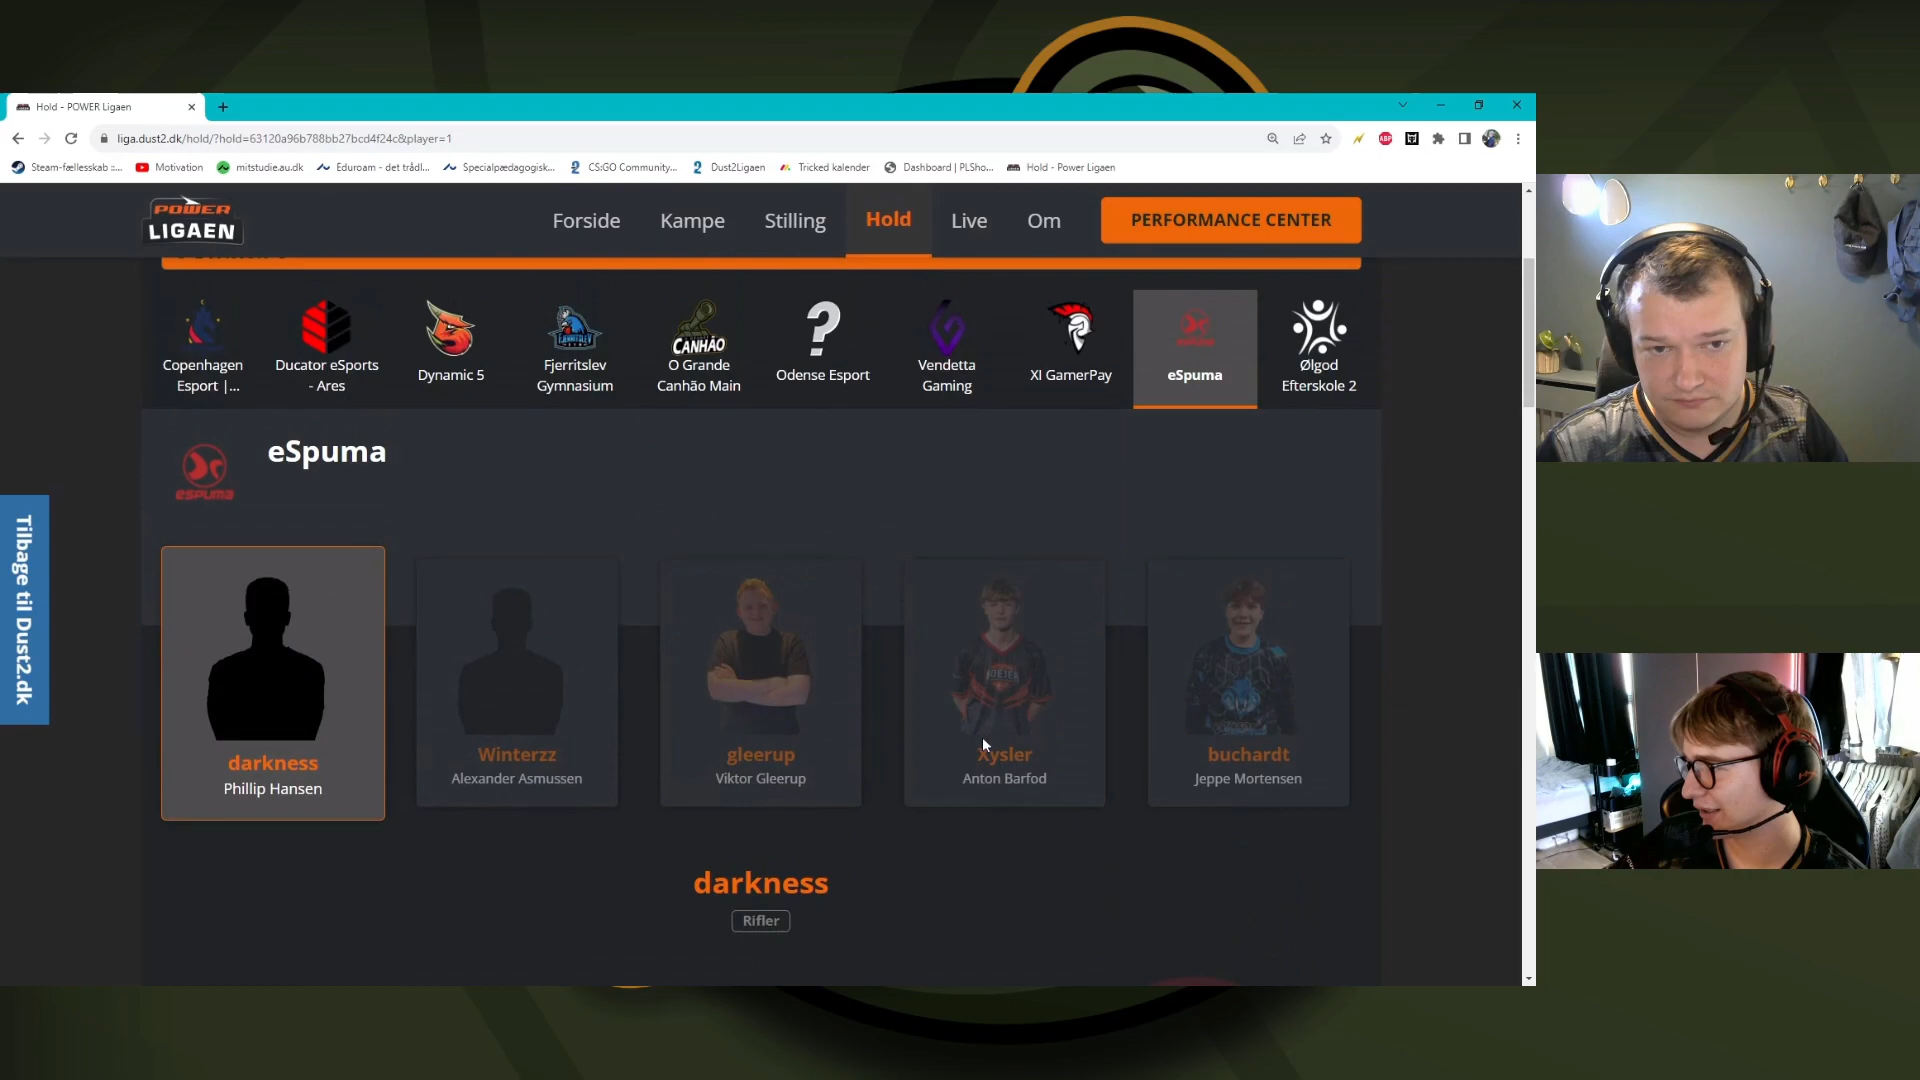 Hold - POWER Ligaen
liga.dust2.dk/hold/?hold=63120a96b788bb27bcd4f24c&player=1
ABP
Steam-fællesskab ::...
Motivation
mitstudie.au.dk
Eduroam - det trådl...
Specialpædagogisk...
CS:GO Community...
Dust2Ligaen
Tricked kalender
Dashboard | PLSho...
Hold - Power Ligaen
POWER
LIGAEN
Forside
Kampe
Stilling
Hold
Live
Om
PERFORMANCE CENTER
Copenhagen
Esport |...
Ducator eSports
- Ares
Dynamic 5
FJERRITSLEV
Fjerritslev
Gymnasium
CANHÃO
O Grande
Canhão Main
Odense Esport
Vendetta
Gaming
XI GamerPay
eSpuma
Ølgod
Efterskole 2
ESPUMA
eSpuma
Tilbage til Dust2.dk
darkness
Phillip Hansen
Winterzz
Alexander Asmussen
gleerup
Viktor Gleerup
Xysler
Anton Barfod
buchardt
Jeppe Mortensen
darkness
Rifler